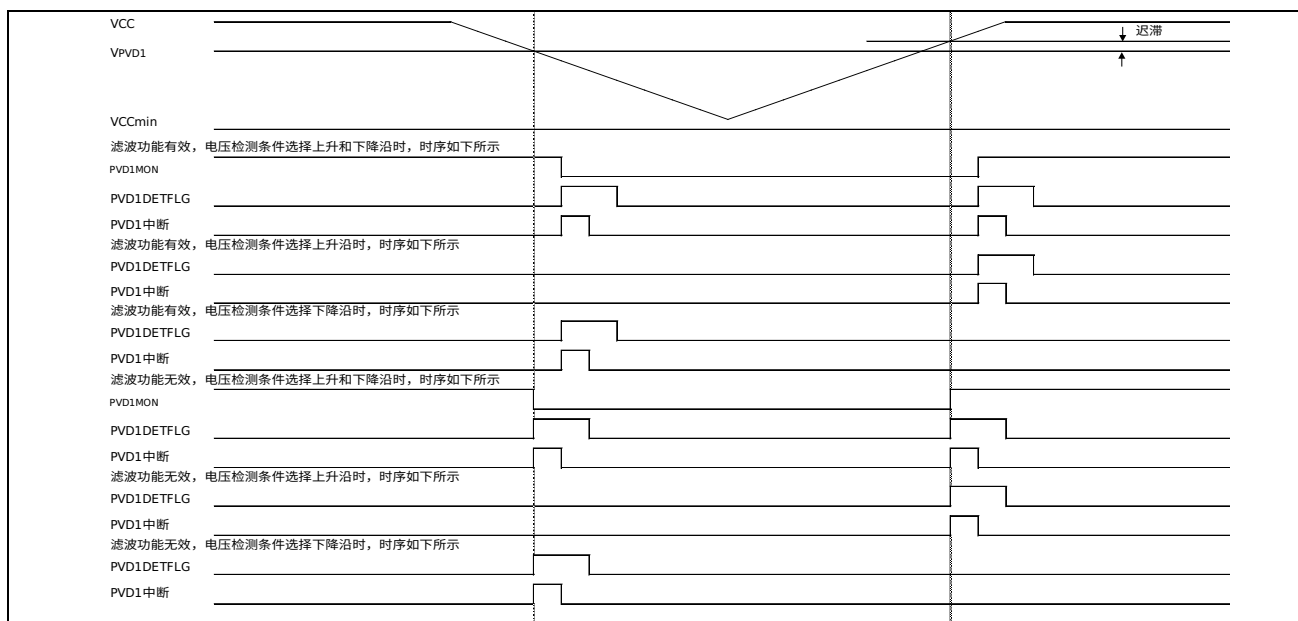 VCC
迟滞
VPVD1
VCCmin
滤波功能有效，电压检测条件选择上升和下降沿时，时序如下所示
PVD1MON
PVD1DETFLG
PVD1中断
滤波功能有效，电压检测条件选择上升沿时，时序如下所示
PVD1DETFLG
PVD1中断
滤波功能有效，电压检测条件选择下降沿时，时序如下所示
PVD1DETFLG
PVD1中断
滤波功能无效，电压检测条件选择上升和下降沿时，时序如下所示
PVD1MON
PVD1DETFLG
PVD1中断
滤波功能无效，电压检测条件选择上升沿时，时序如下所示
PVD1DETFLG
PVD1中断
滤波功能无效，电压检测条件选择下降沿时，时序如下所示
PVD1DETFLG
PVD1中断